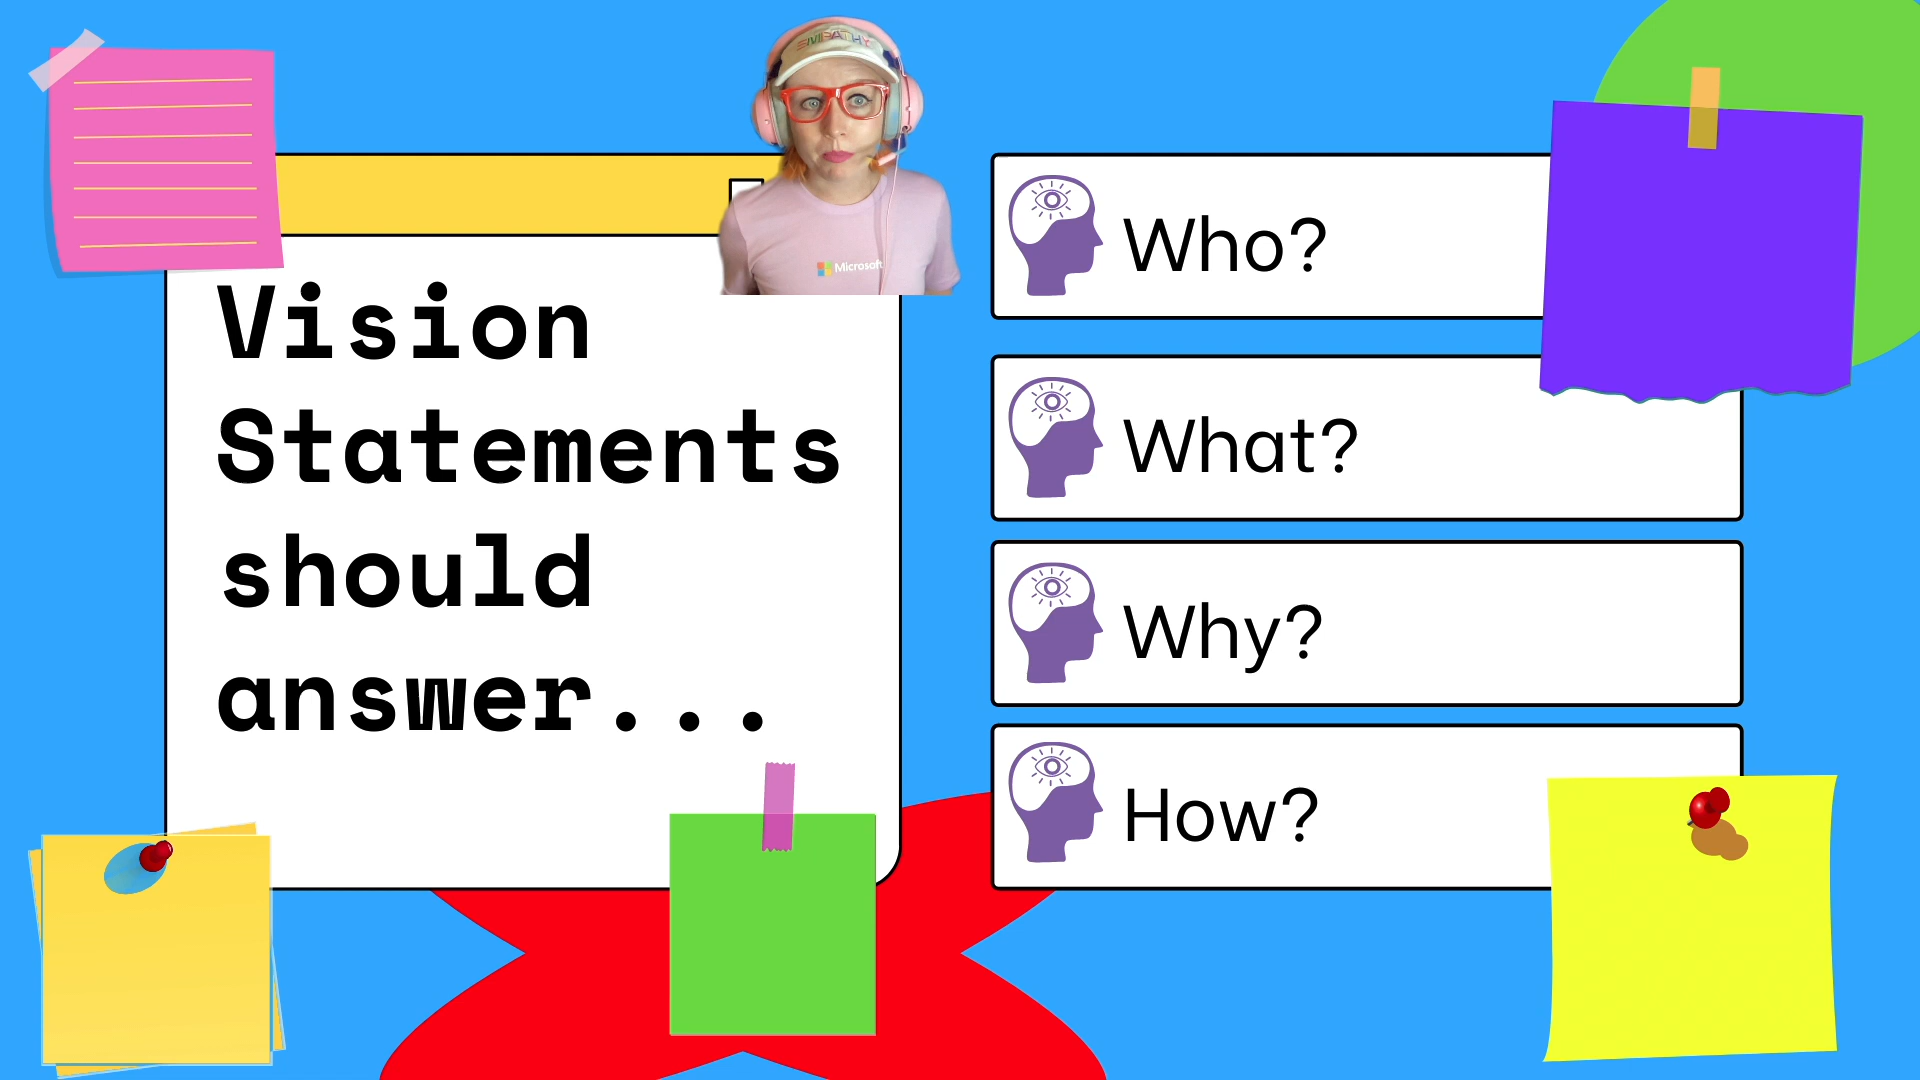 EMPATHY
Microsoft
Vision
Statements
should
answer...
Who?
What?
Why?
How?